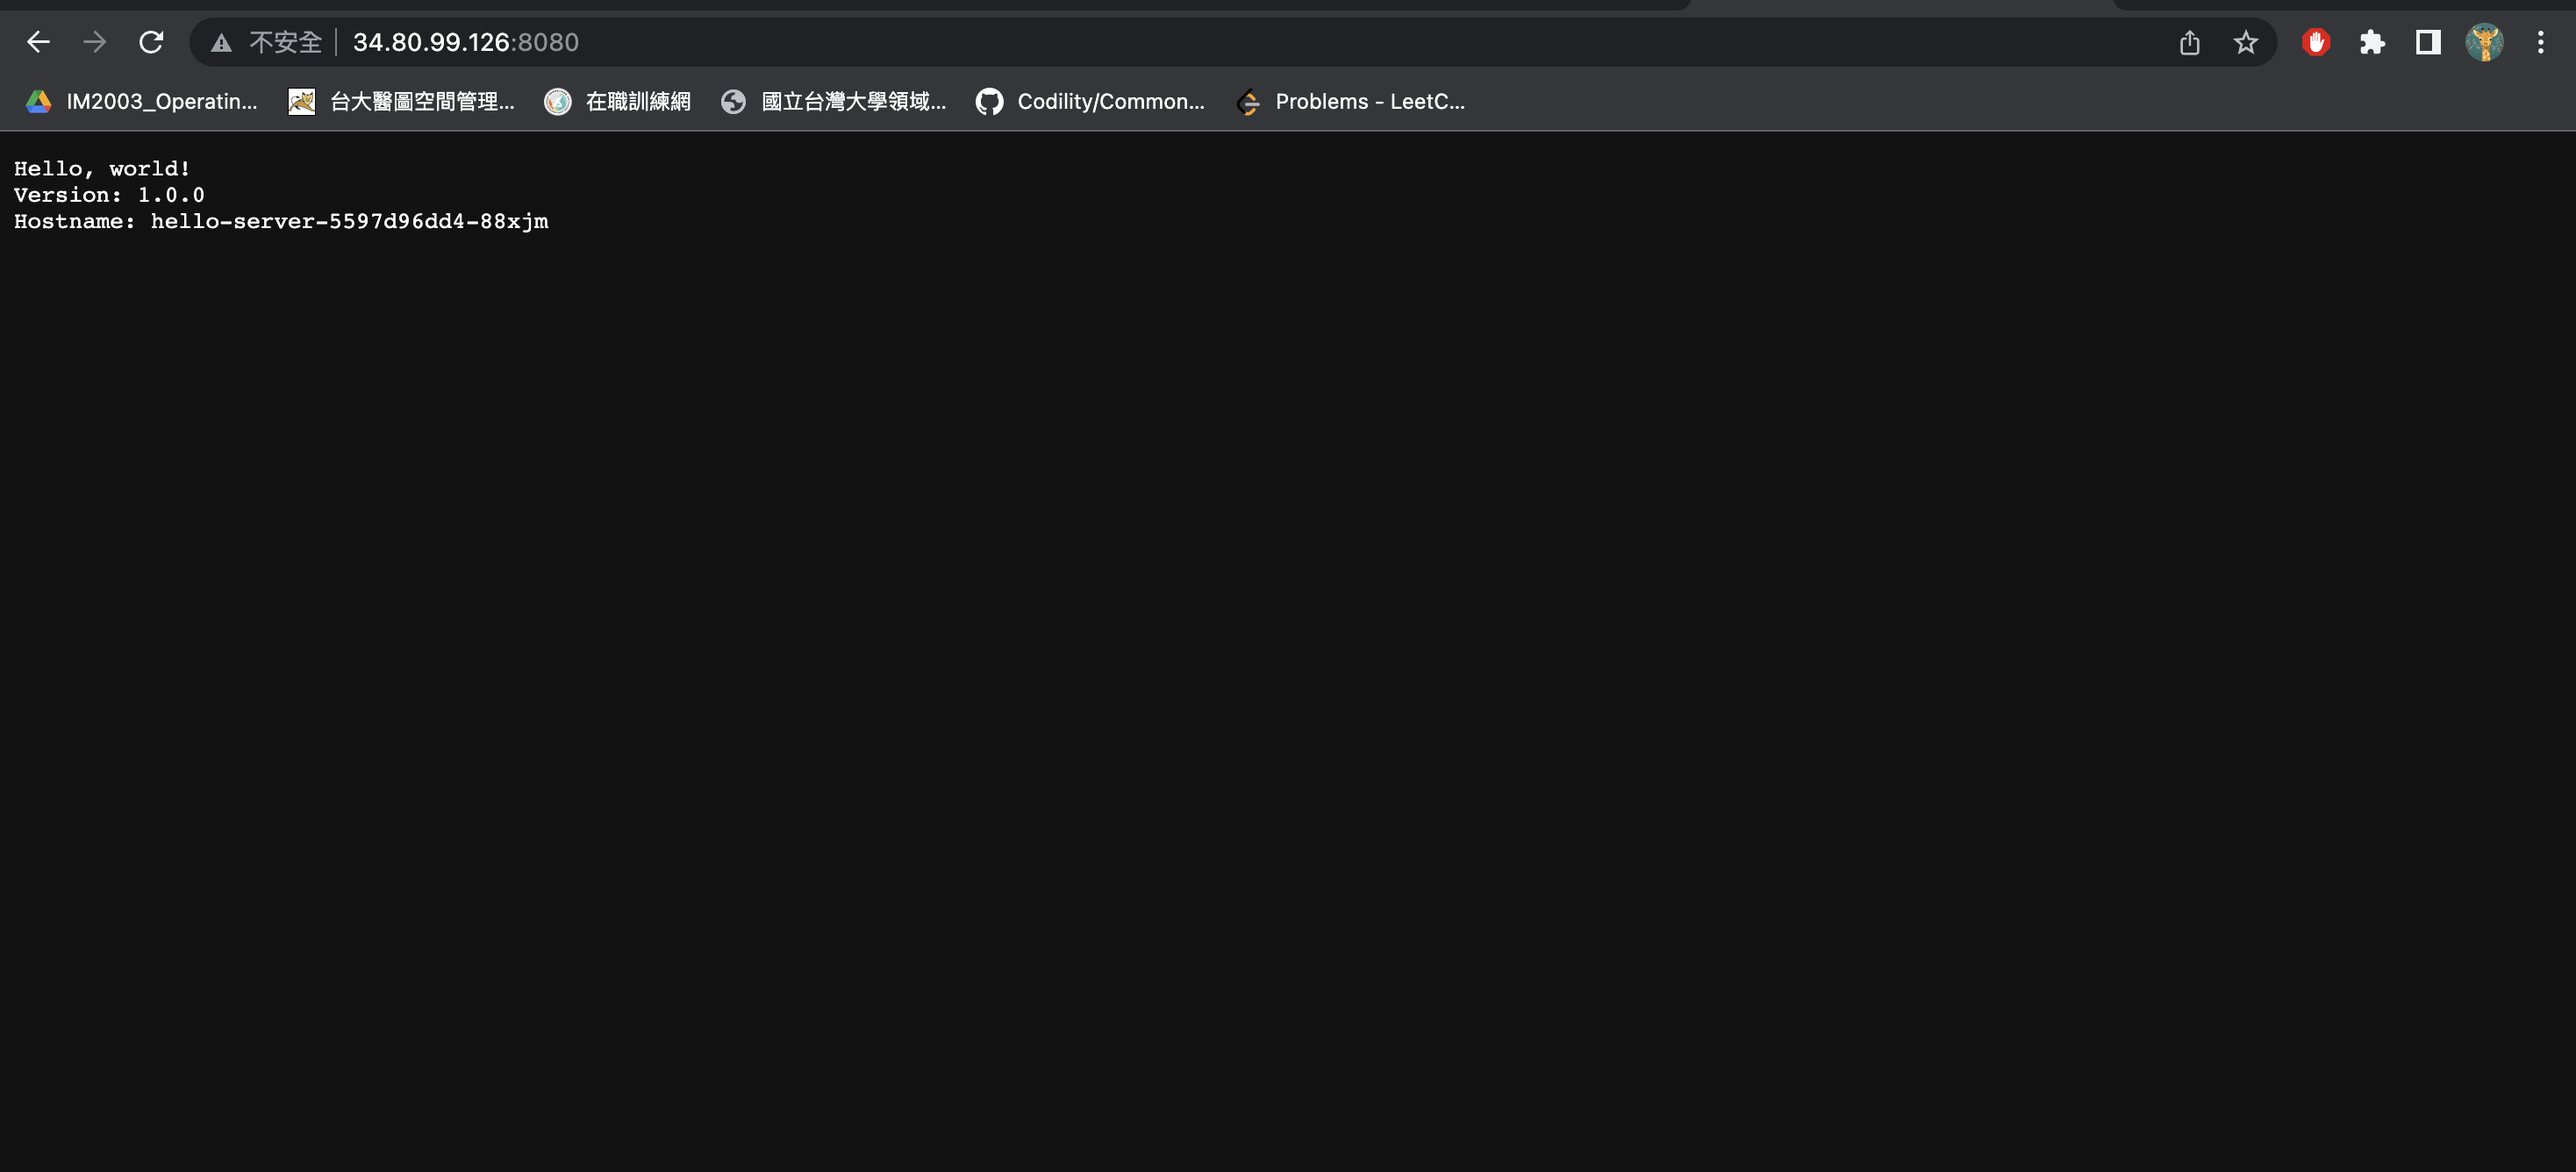 不安全 34.80.99.126:8080
IM2003_Operatin... 台大醫圖空間管理... 在職訓練網 國立台灣大學領域... Codility/Common... Problems - LeetC...
Hello, world!
Version: 1.0.0
Hostname: hello-server-5597d96dd4-88xjm